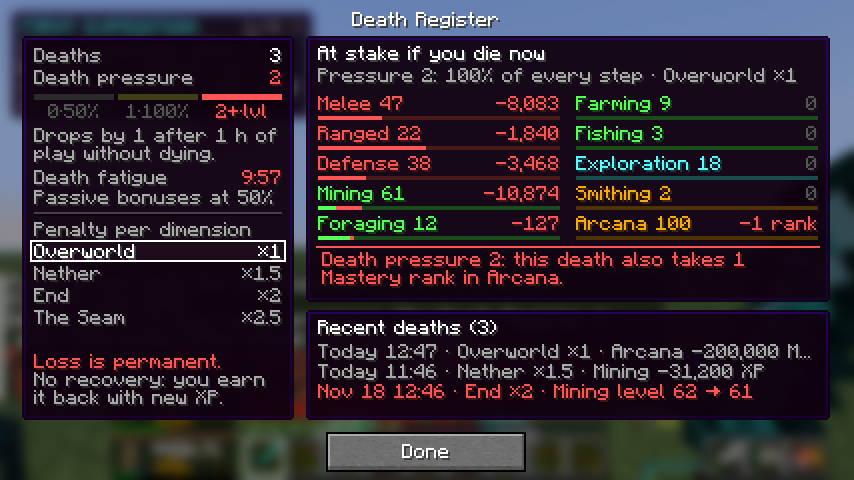 Death Register
Deaths 3
Death pressure 2
0·50% 1·100% 2+·lvl
Drops by 1 after 1 h of
play without dying.
Death fatigue 9:57
Passive bonuses at 50%
Penalty per dimension
Overworld ×1
Nether ×1.5
End ×2
The Seam ×2.5
Loss is permanent.
No recovery: you earn
it back with new XP.
At stake if you die now
Pressure 2: 100% of every step · Overworld ×1
Melee 47 -8,083
Ranged 22 -1,840
Defense 38 -3,468
Mining 61 -10,874
Foraging 12 -127
Farming 9 0
Fishing 3 0
Exploration 18 0
Smithing 2 0
Arcana 100 -1 rank
Death pressure 2: this death also takes 1
Mastery rank in Arcana.
Recent deaths (3)
Today 12:47 · Overworld ×1 · Arcana -200,000 M...
Today 11:46 · Nether ×1.5 · Mining -31,200 XP
Nov 18 12:46 · End ×2 · Mining level 62 → 61
Done